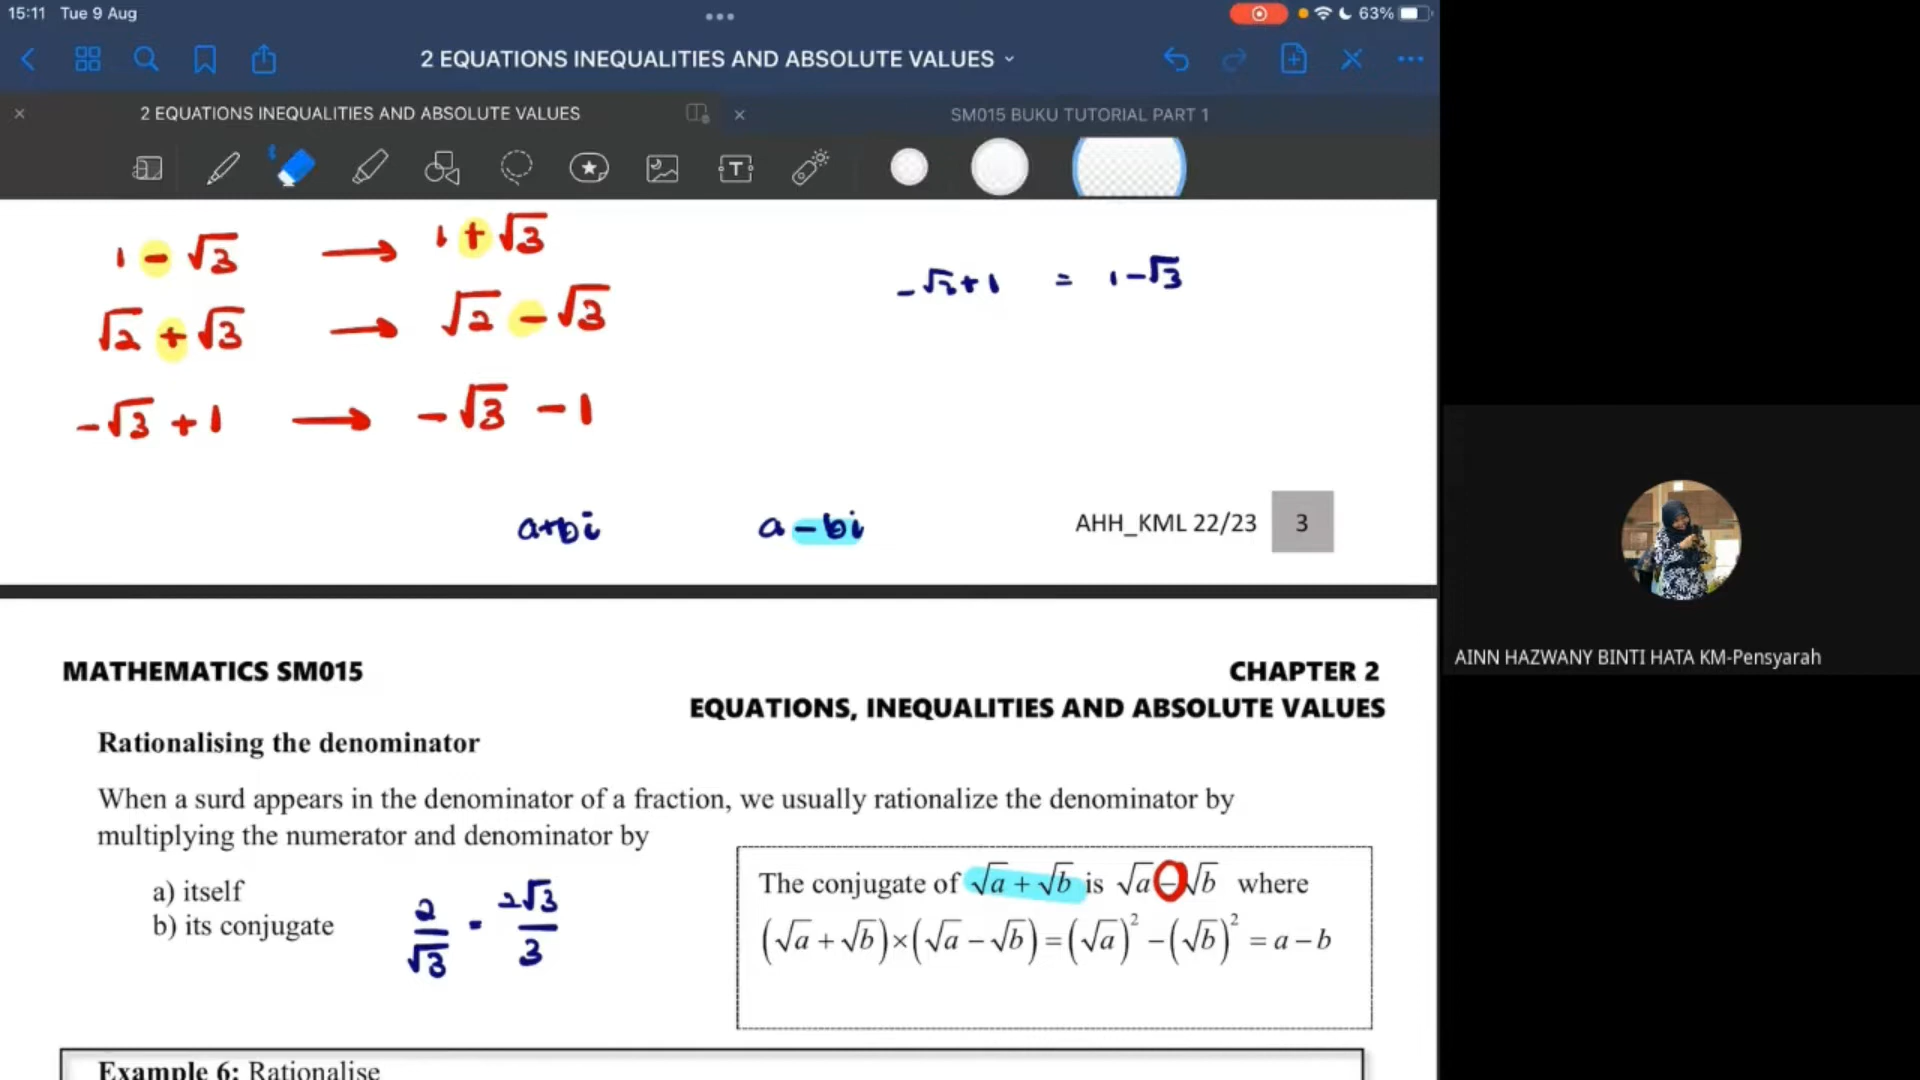 15:11 Tue 9 Aug
63%
2 EQUATIONS INEQUALITIES AND ABSOLUTE VALUES
2 EQUATIONS INEQUALITIES AND ABSOLUTE VALUES
SM015 BUKU TUTORIAL PART 1
1 - √3 → 1 + √3
-√3 + 1 = 1 - √3
√2 + √3 → √2 - √3
-√3 + 1 → -√3 - 1
a+bi a - bi
AHH_KML 22/23 3
AINN HAZWANY BINTI HATA KM-Pensyarah
MATHEMATICS SM015
CHAPTER 2
EQUATIONS, INEQUALITIES AND ABSOLUTE VALUES
Rationalising the denominator
When a surd appears in the denominator of a fraction, we usually rationalize the denominator by
multiplying the numerator and denominator by
a) itself
b) its conjugate
2/√3 = 2√3/3
The conjugate of √a + √b is √a - √b where
(√a + √b)×(√a - √b) = (√a)² - (√b)² = a - b
Example 6: Rationalise